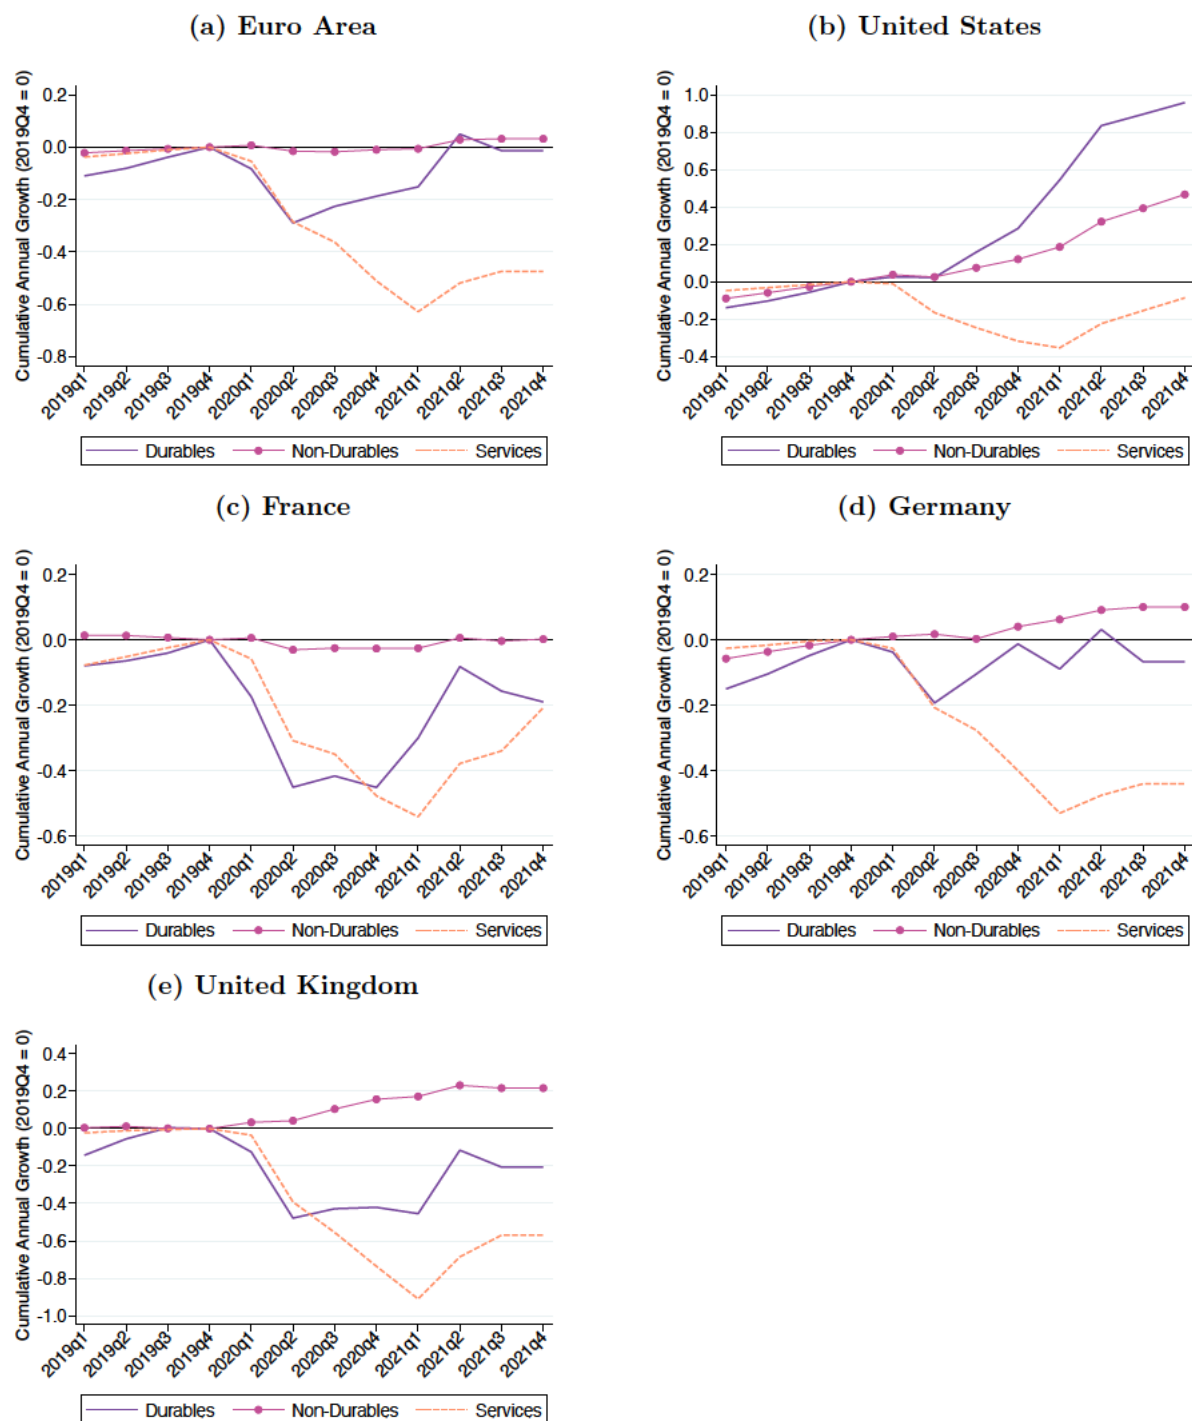 (a) Euro Area
Cumulative Annual Growth (2019Q4 = 0)
0.2
0.0
-0.2
-0.4
-0.6
-0.8
2019q1 2019q2 2019q3 2019q4 2020q1 2020q2 2020q3 2020q4 2021q1 2021q2 2021q3 2021q4
Durables Non-Durables Services
(b) United States
Cumulative Annual Growth (2019Q4 = 0)
1.0
0.8
0.6
0.4
0.2
0.0
-0.2
-0.4
2019q1 2019q2 2019q3 2019q4 2020q1 2020q2 2020q3 2020q4 2021q1 2021q2 2021q3 2021q4
Durables Non-Durables Services
(c) France
Cumulative Annual Growth (2019Q4 = 0)
0.2
0.0
-0.2
-0.4
-0.6
2019q1 2019q2 2019q3 2019q4 2020q1 2020q2 2020q3 2020q4 2021q1 2021q2 2021q3 2021q4
Durables Non-Durables Services
(d) Germany
Cumulative Annual Growth (2019Q4 = 0)
0.2
0.0
-0.2
-0.4
-0.6
2019q1 2019q2 2019q3 2019q4 2020q1 2020q2 2020q3 2020q4 2021q1 2021q2 2021q3 2021q4
Durables Non-Durables Services
(e) United Kingdom
Cumulative Annual Growth (2019Q4 = 0)
0.4
0.2
0.0
-0.2
-0.4
-0.6
-0.8
-1.0
2019q1 2019q2 2019q3 2019q4 2020q1 2020q2 2020q3 2020q4 2021q1 2021q2 2021q3 2021q4
Durables Non-Durables Services